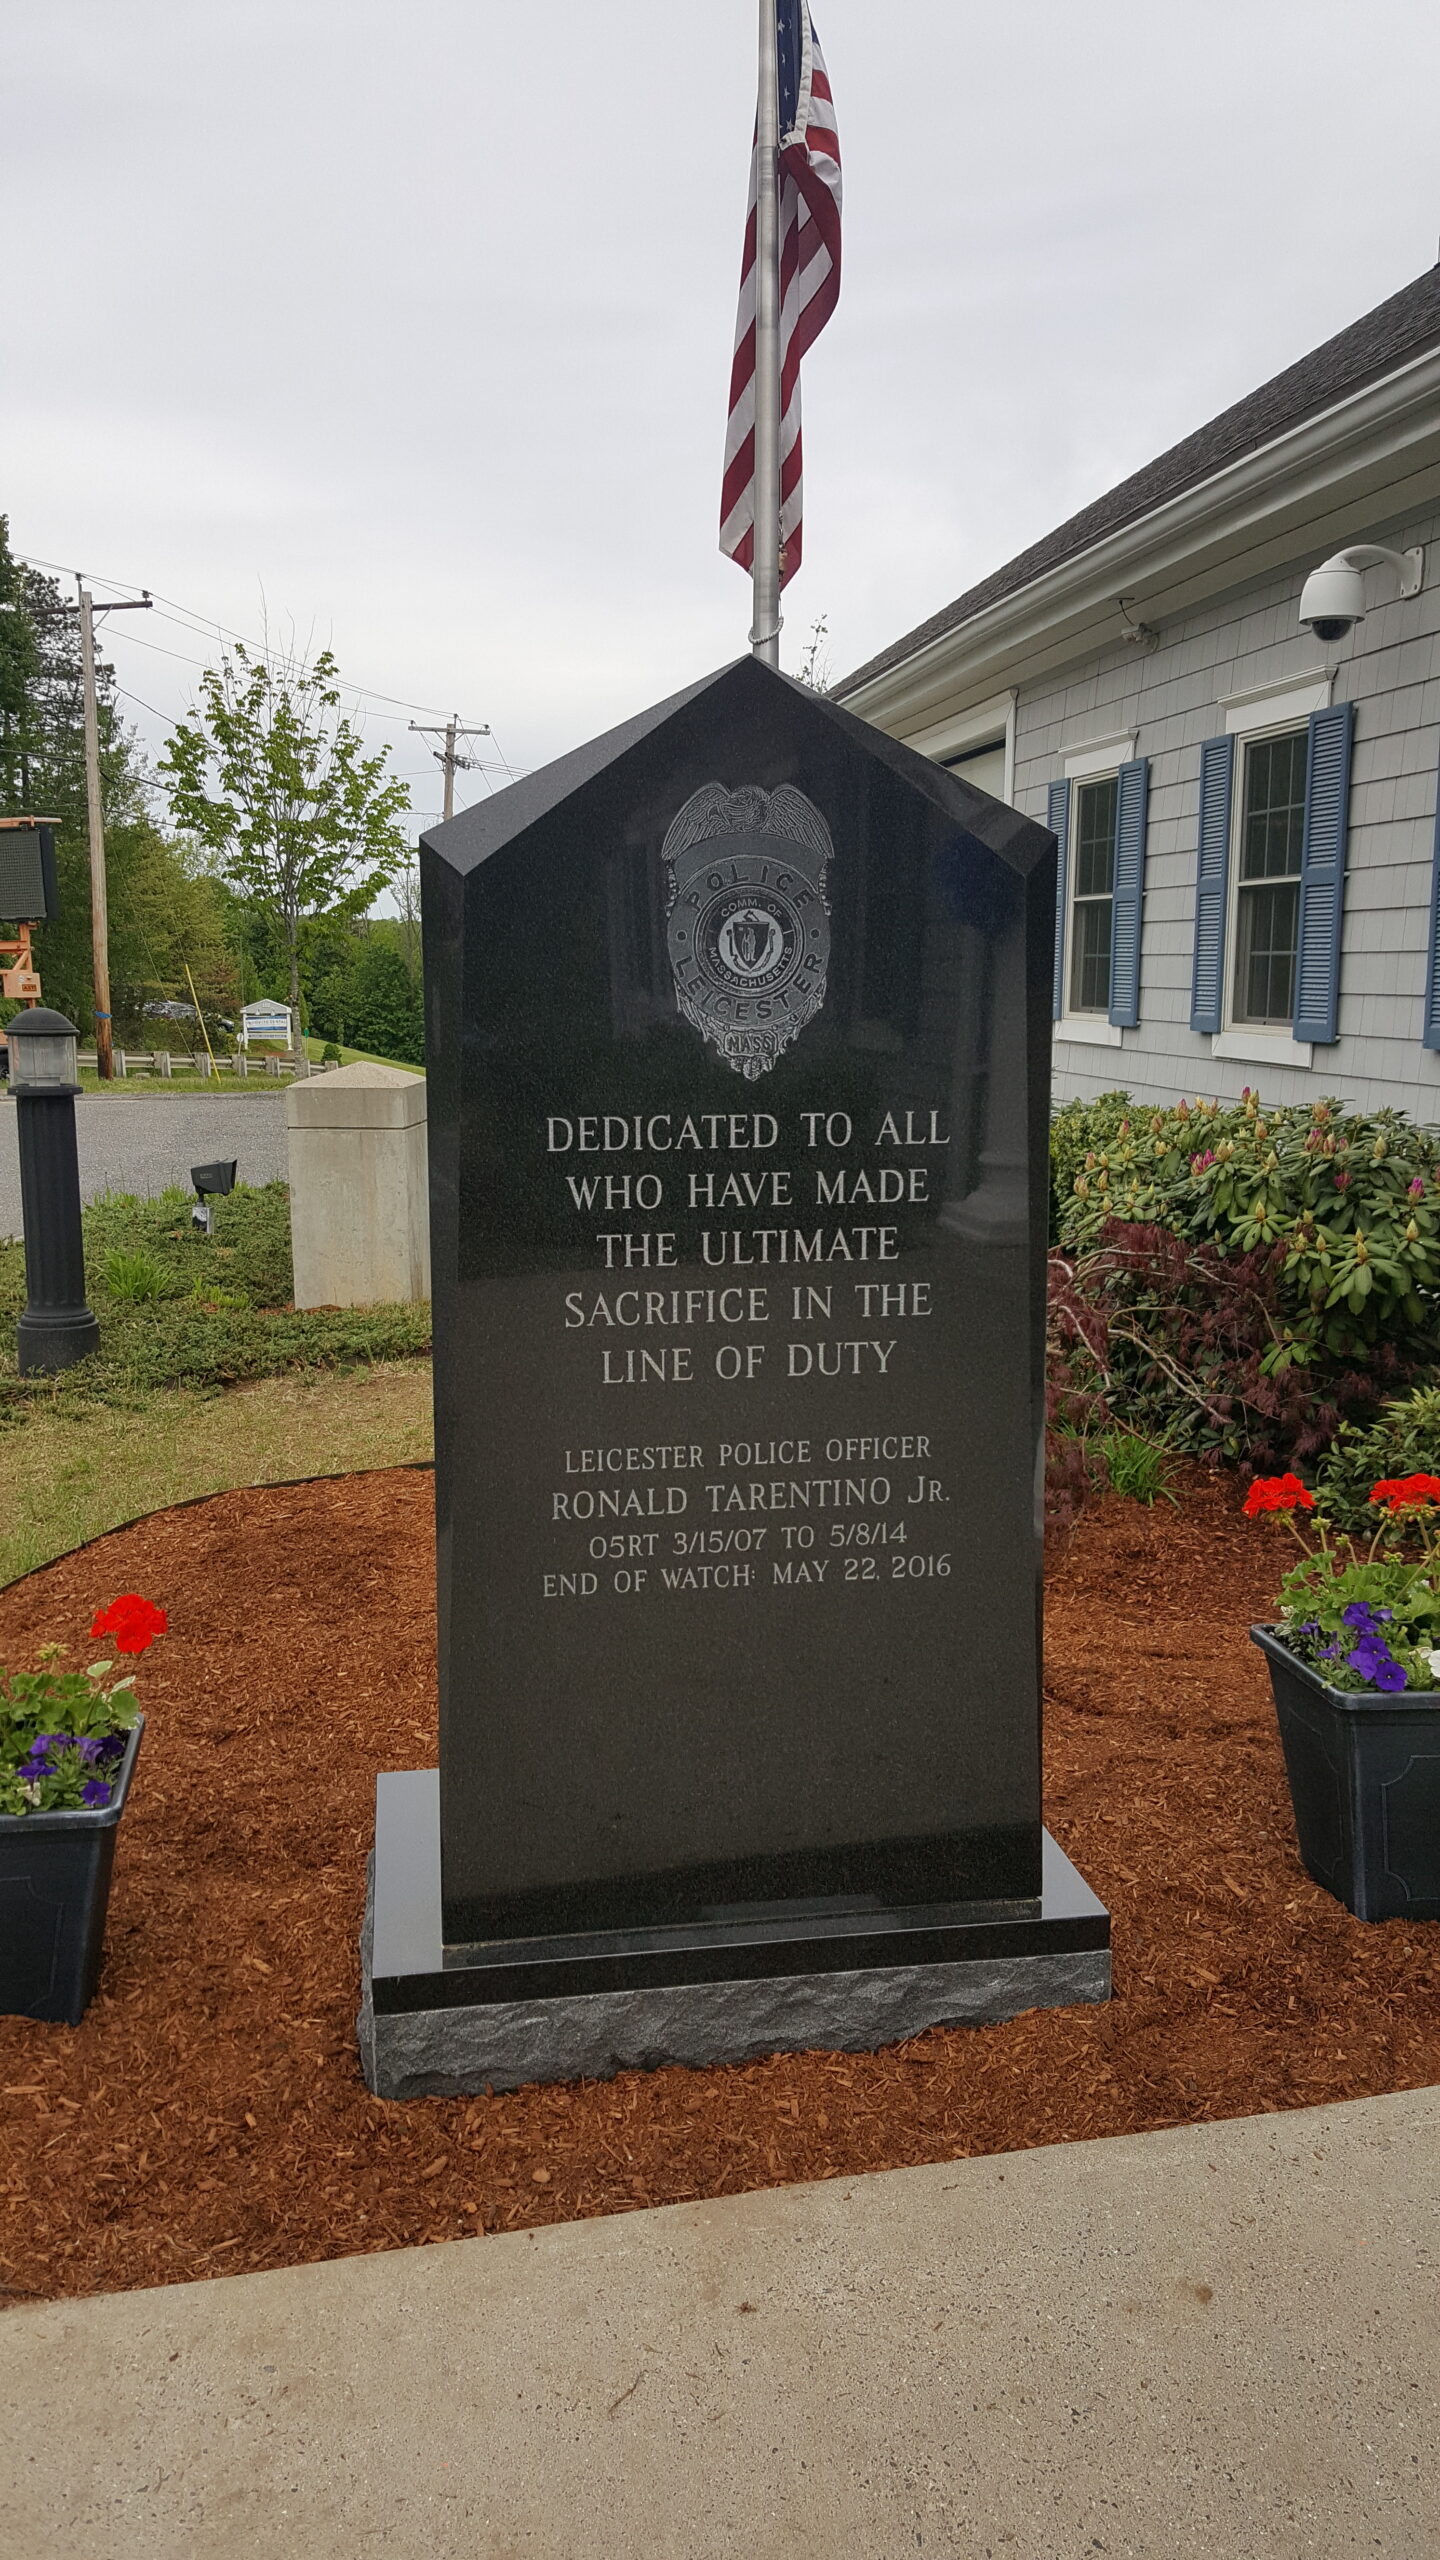 POLICE
COMM. OF
MASSACHUSETTS
LEICESTER
MASS
DEDICATED TO ALL
WHO HAVE MADE
THE ULTIMATE
SACRIFICE IN THE
LINE OF DUTY
LEICESTER POLICE OFFICER
RONALD TARENTINO JR.
05RT 3/15/07 TO 5/8/14
END OF WATCH: MAY 22, 2016